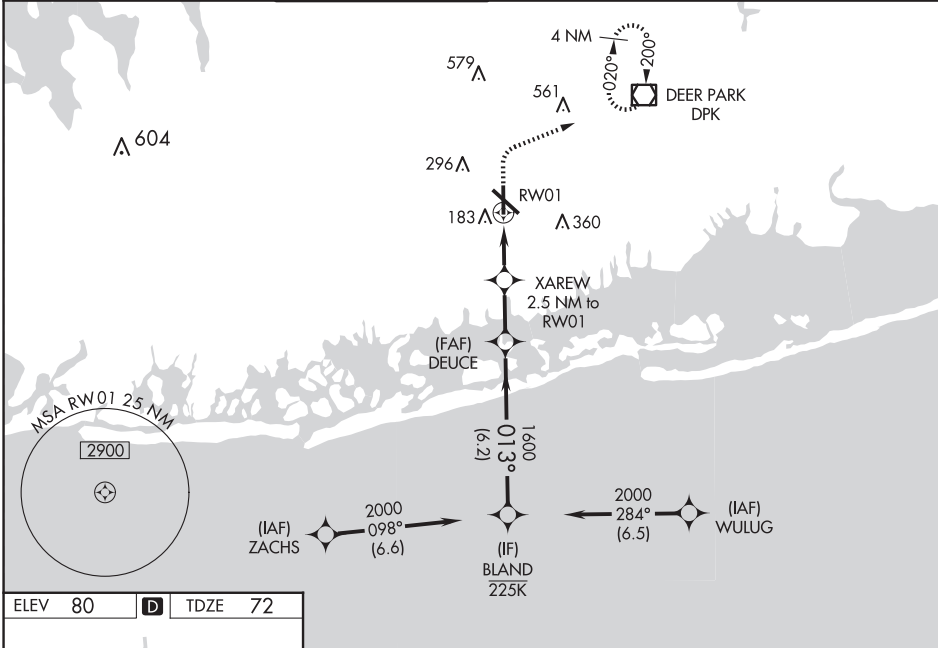 4 NM
020°
200°
579
561
DEER PARK
DPK
604
296
RW01
183
360
XAREW
2.5 NM to
RW01
(FAF)
DEUCE
MSA RW01 25 NM
2900
1600
013°
(6.2)
2000
098°
(6.6)
(IAF)
ZACHS
2000
284°
(6.5)
(IAF)
WULUG
(IF)
BLAND
225K
ELEV 80 D TDZE 72